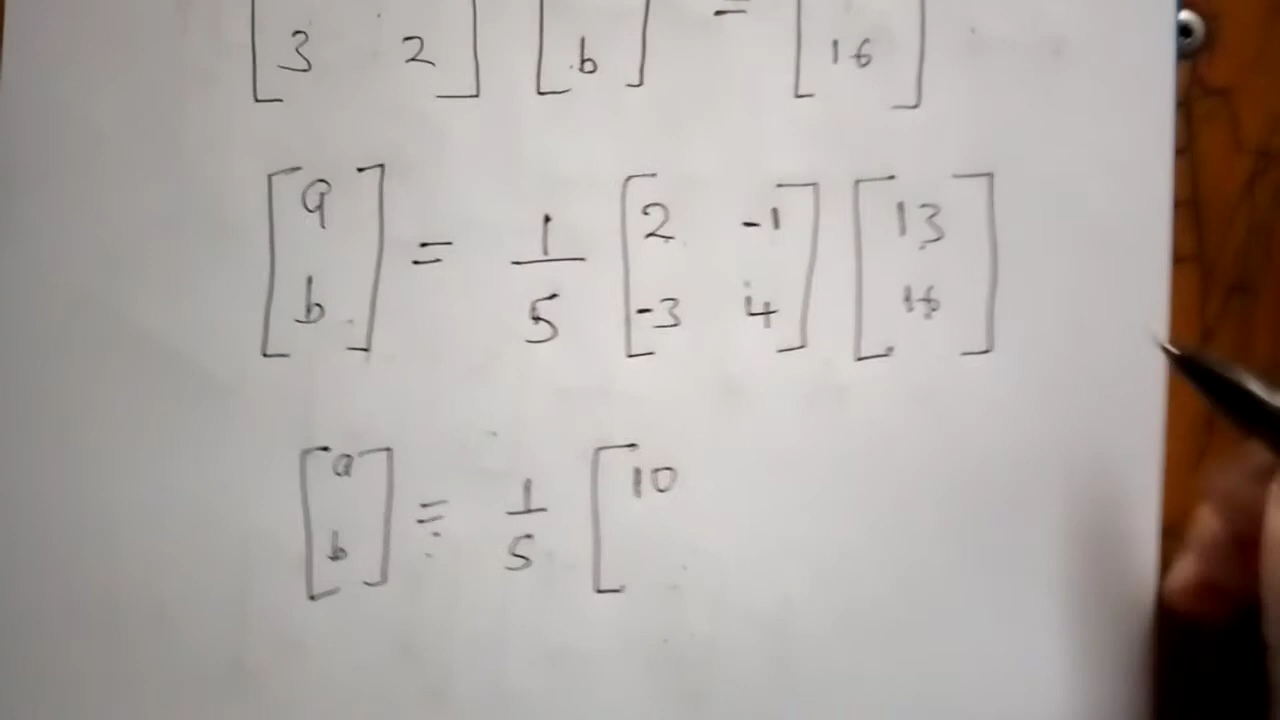 3 2 b = 16
a = 1 2 -1 13
b 5 -3 4 16
a = 1 10
b 5